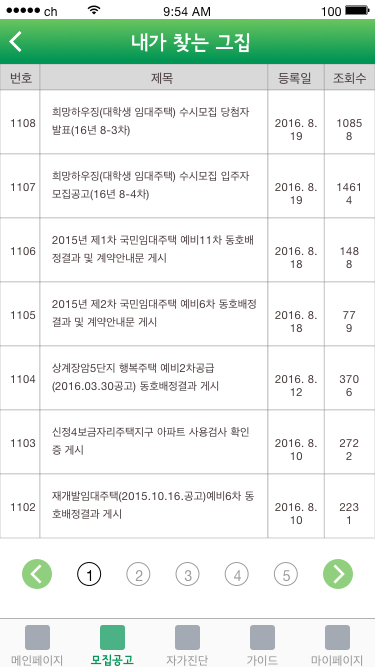 ch 9:54 AM 100
내가 찾는 그집
번호 제목 등록일 조회수
1108 희망하우징(대학생 임대주택) 수시모집 당첨자 2016. 8. 1085
발표(16년 8-3차) 19 8
1107 희망하우징(대학생 임대주택) 수시모집 입주자 2016. 8. 1461
모집공고(16년 8-4차) 19 4
1106 2015년 제1차 국민임대주택 예비11차 동호배 2016. 8. 148
정결과 및 계약안내문 게시 18 8
1105 2015년 제2차 국민임대주택 예비6차 동호배정 2016. 8. 77
결과 및 계약안내문 게시 18 9
1104 상계장암5단지 행복주택 예비2차공급 2016. 8. 370
(2016.03.30공고) 동호배정결과 게시 12 6
1103 신정4보금자리주택지구 아파트 사용검사 확인 2016. 8. 272
증 게시 10 2
1102 재개발임대주택(2015.10.16.공고)예비6차 동 2016. 8. 223
호배정결과 게시 10 1
1 2 3 4 5
메인페이지 모집공고 자가진단 가이드 마이페이지